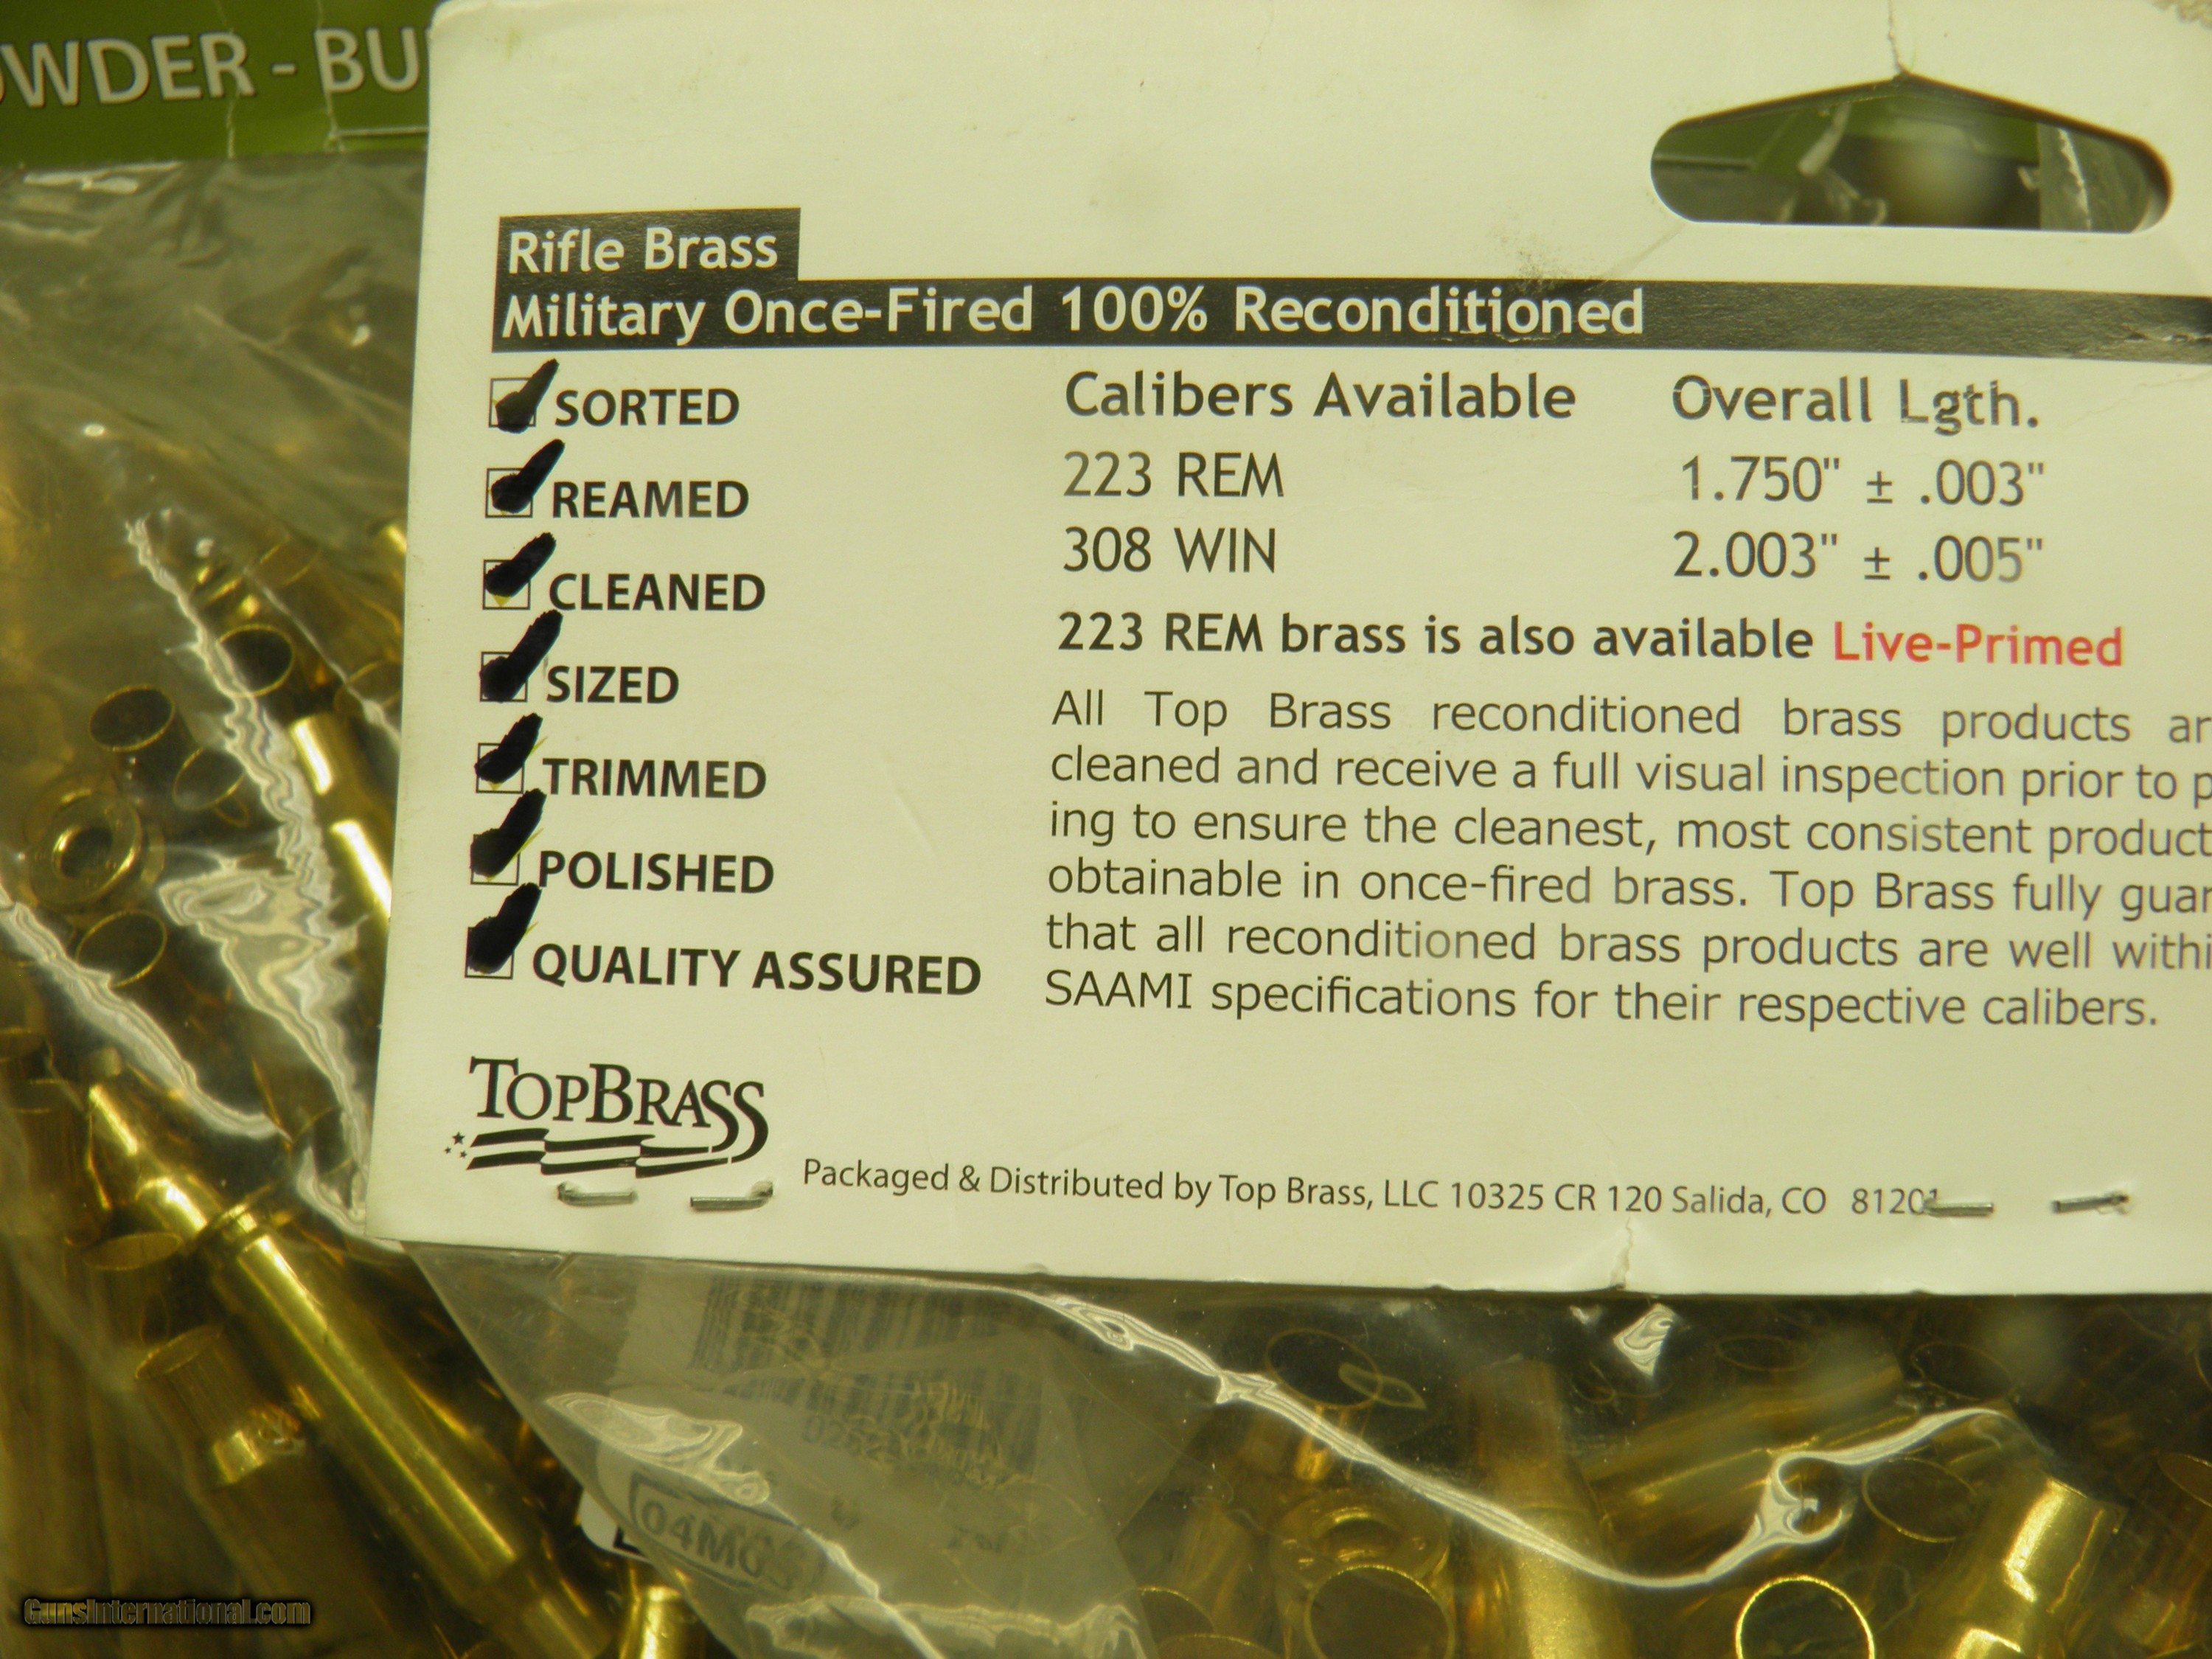 WDER - BU
Rifle Brass
Military Once-Fired 100% Reconditioned
SORTED
REAMED
CLEANED
SIZED
TRIMMED
POLISHED
QUALITY ASSURED
Calibers Available Overall Lgth.
223 REM 1.750" ± .003"
308 WIN 2.003" ± .005"
223 REM brass is also available Live-Primed
All Top Brass reconditioned brass products ar
cleaned and receive a full visual inspection prior to p
ing to ensure the cleanest, most consistent product
obtainable in once-fired brass. Top Brass fully guar
that all reconditioned brass products are well withi
SAAMI specifications for their respective calibers.
TOPBRASS
Packaged & Distributed by Top Brass, LLC 10325 CR 120 Salida, CO 81201
GunsInternational.com